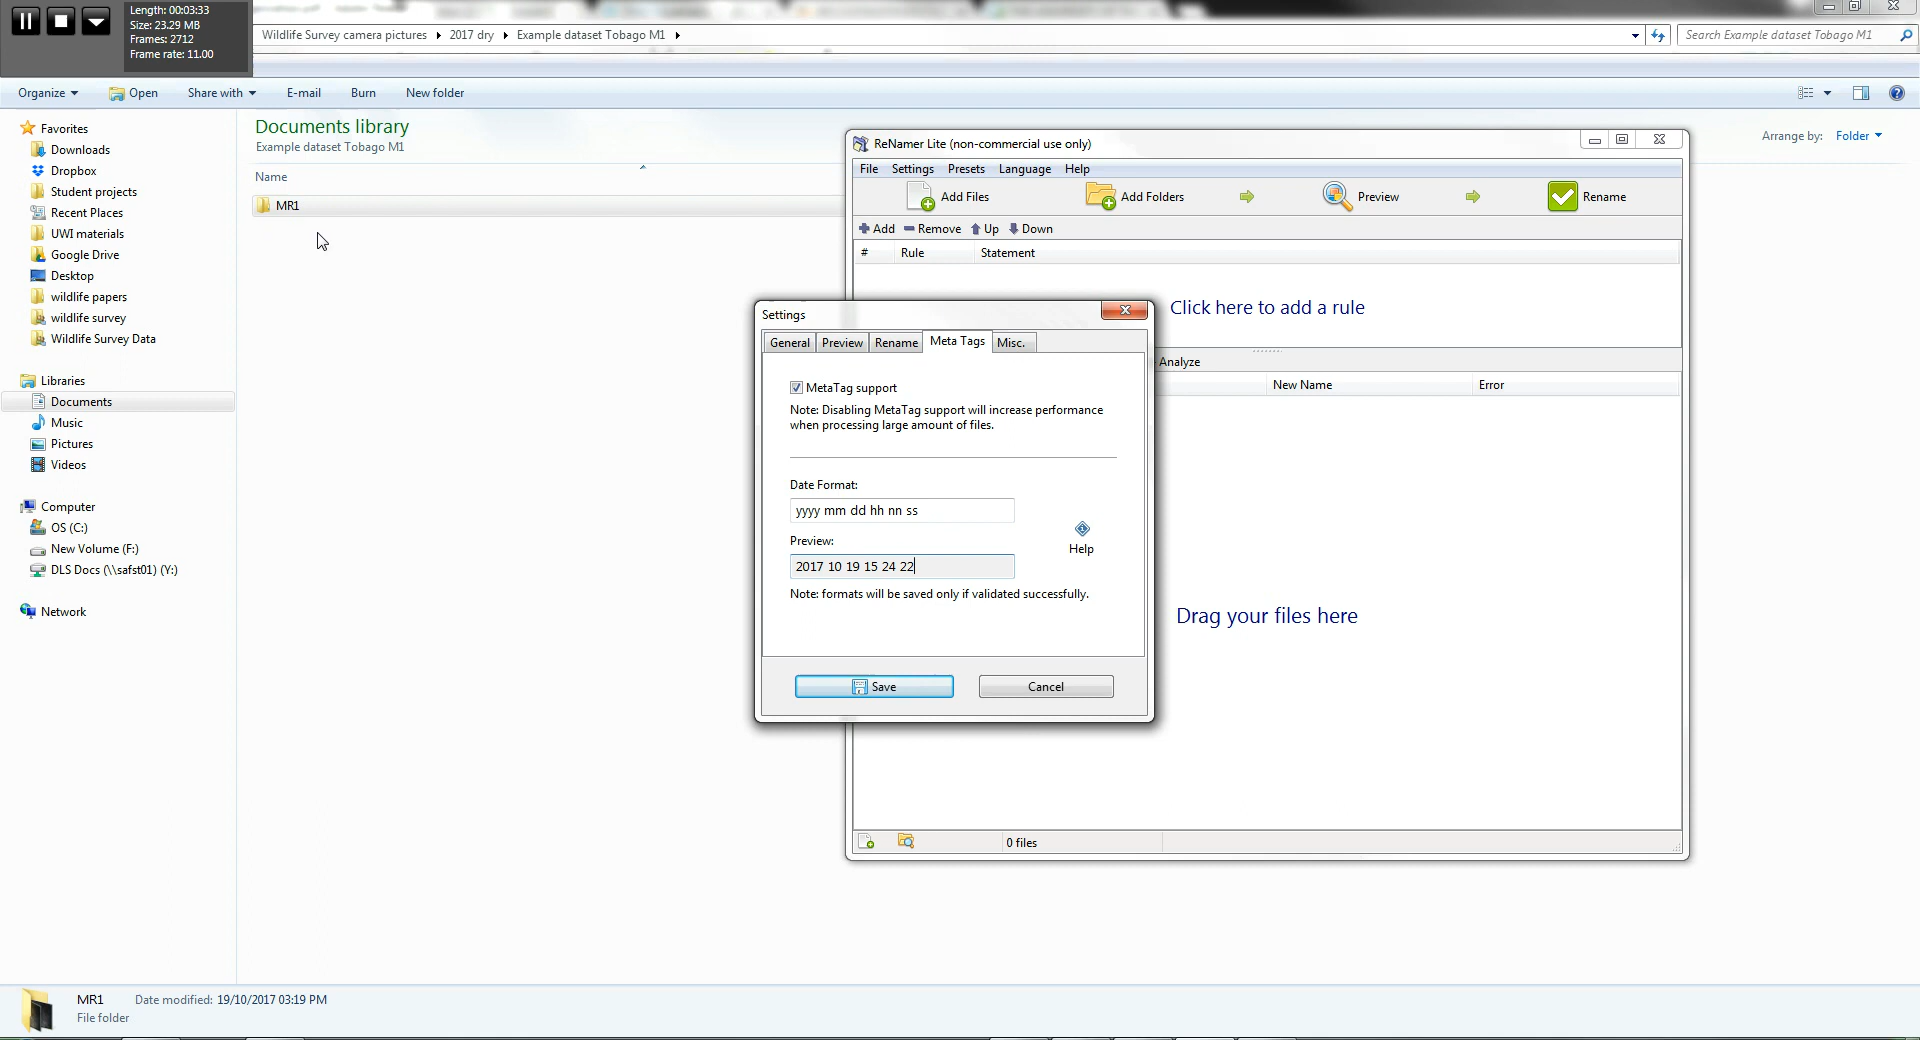 Length: 00:03:33
Size: 23.29 MB
Frames: 2712
Frame rate: 11.00
Wildlife Survey camera pictures 2017 dry Example dataset Tobago M1
Search Example dataset Tobago M1
Organize Open Share with E-mail Burn New folder
Favorites
Downloads
Dropbox
Student projects
Recent Places
UWI materials
Google Drive
Desktop
wildlife papers
wildlife survey
Wildlife Survey Data
Libraries
Documents
Music
Pictures
Videos
Computer
OS (C:)
New Volume (F:)
DLS Docs (\\safst01) (Y:)
Network
Documents library
Example dataset Tobago M1
Arrange by: Folder
Name
MR1
ReNamer Lite (non-commercial use only)
File Settings Presets Language Help
Add Files Add Folders Preview Rename
Add Remove Up Down
# Rule Statement
Click here to add a rule
Analyze
New Name Error
Drag your files here
0 files
Settings
General Preview Rename Meta Tags Misc.
MetaTag support
Note: Disabling MetaTag support will increase performance
when processing large amount of files.
Date Format:
yyyy mm dd hh nn ss
Preview:
2017 10 19 15 24 22
Help
Note: formats will be saved only if validated successfully.
Save Cancel
MR1 Date modified: 19/10/2017 03:19 PM
File folder